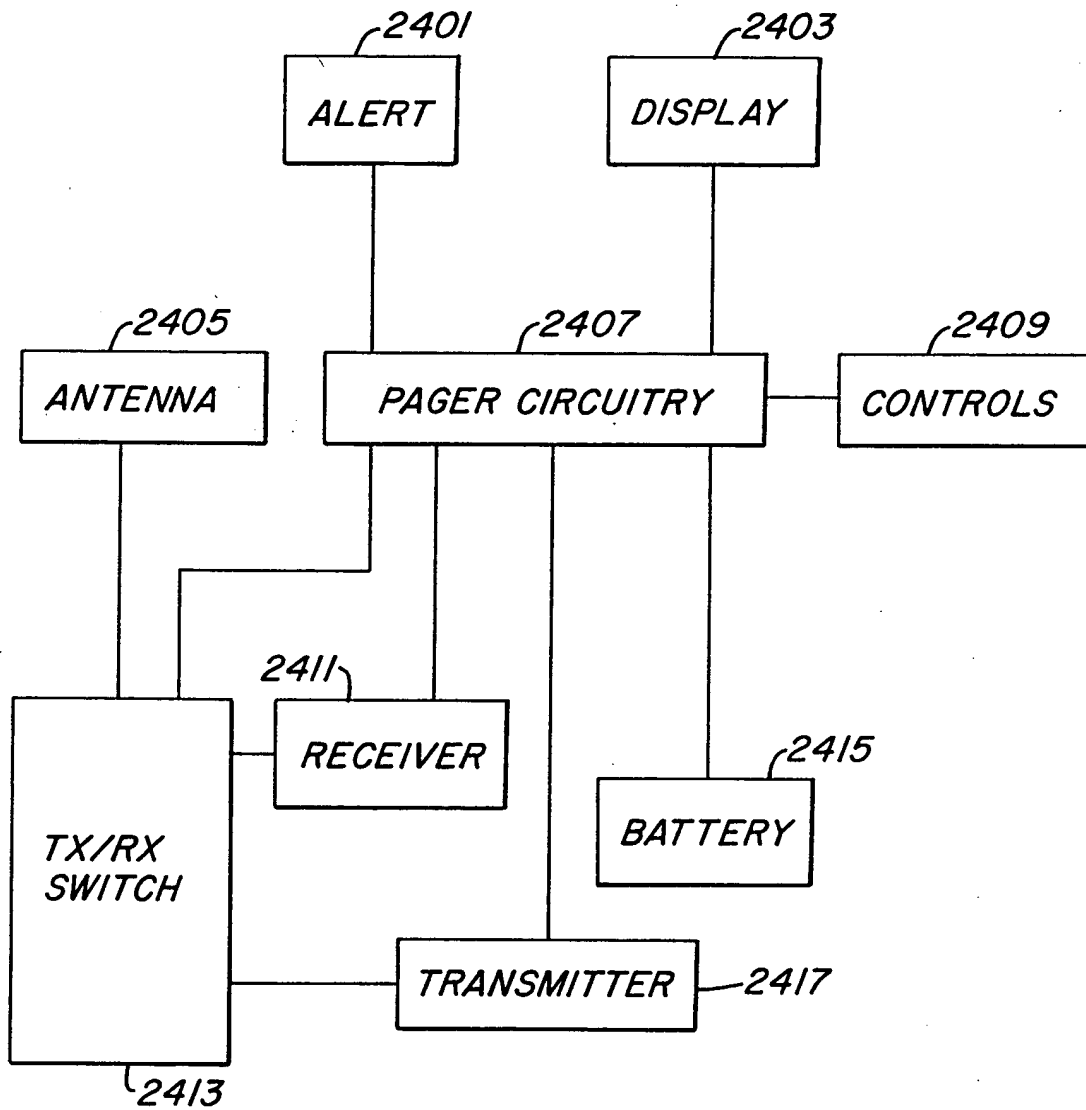 2401
2403
ALERT
DISPLAY
2405
2407
2409
ANTENNA
PAGER CIRCUITRY
CONTROLS
2411
RECEIVER
2415
TX/RX
SWITCH
BATTERY
TRANSMITTER
2417
2413